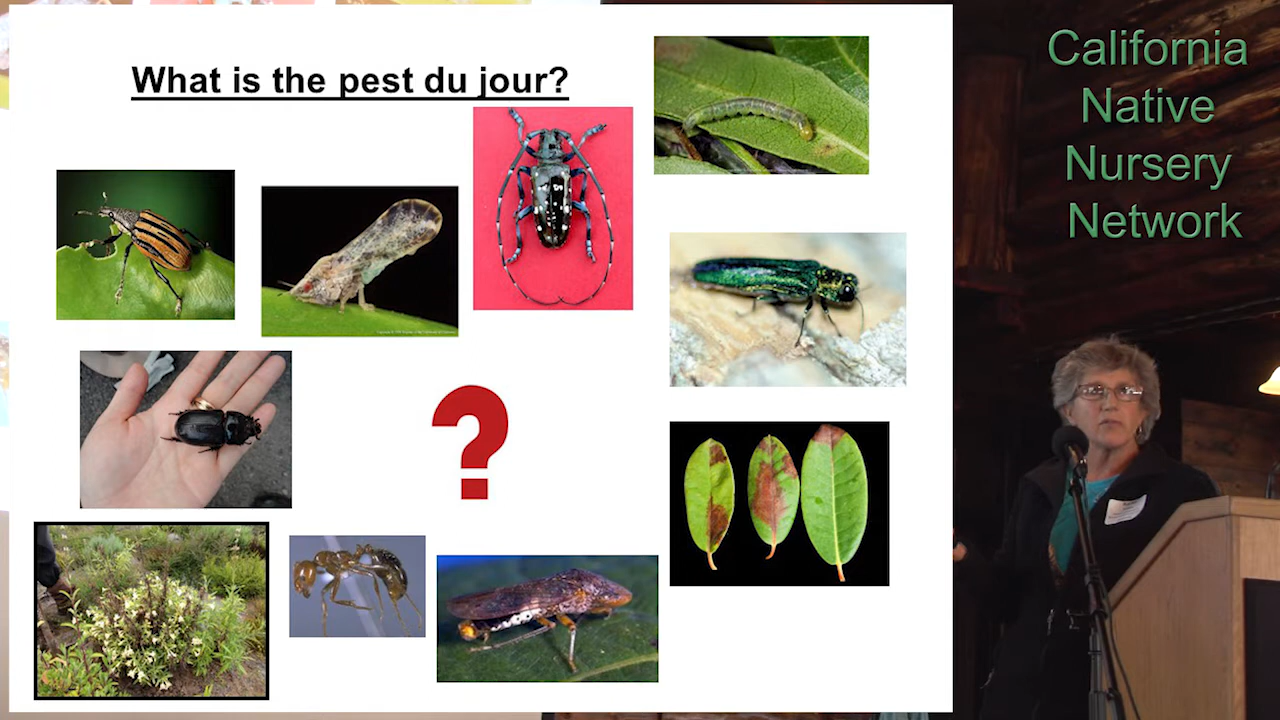 What is the pest du jour?
California
Native
Nursery
Network
?